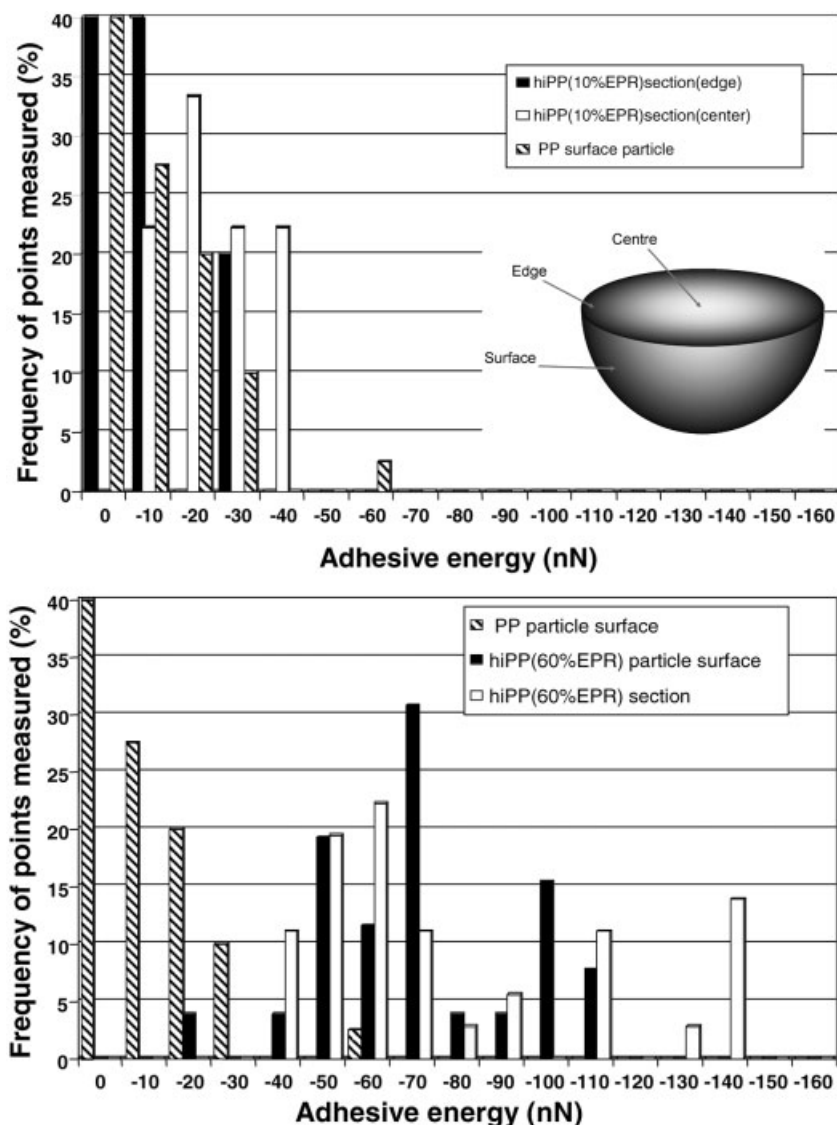 40
35
30
25
20
15
10
5
0
Frequency of points measured (%)
hiPP(10%EPR)section(edge)
hiPP(10%EPR)section(center)
PP surface particle
Centre
Edge
Surface
0 -10 -20 -30 -40 -50 -60 -70 -80 -90 -100 -110 -120 -130 -140 -150 -160
Adhesive energy (nN)
40
35
30
25
20
15
10
5
0
Frequency of points measured (%)
PP particle surface
hiPP(60%EPR) particle surface
hiPP(60%EPR) section
0 -10 -20 -30 -40 -50 -60 -70 -80 -90 -100 -110 -120 -130 -140 -150 -160
Adhesive energy (nN)